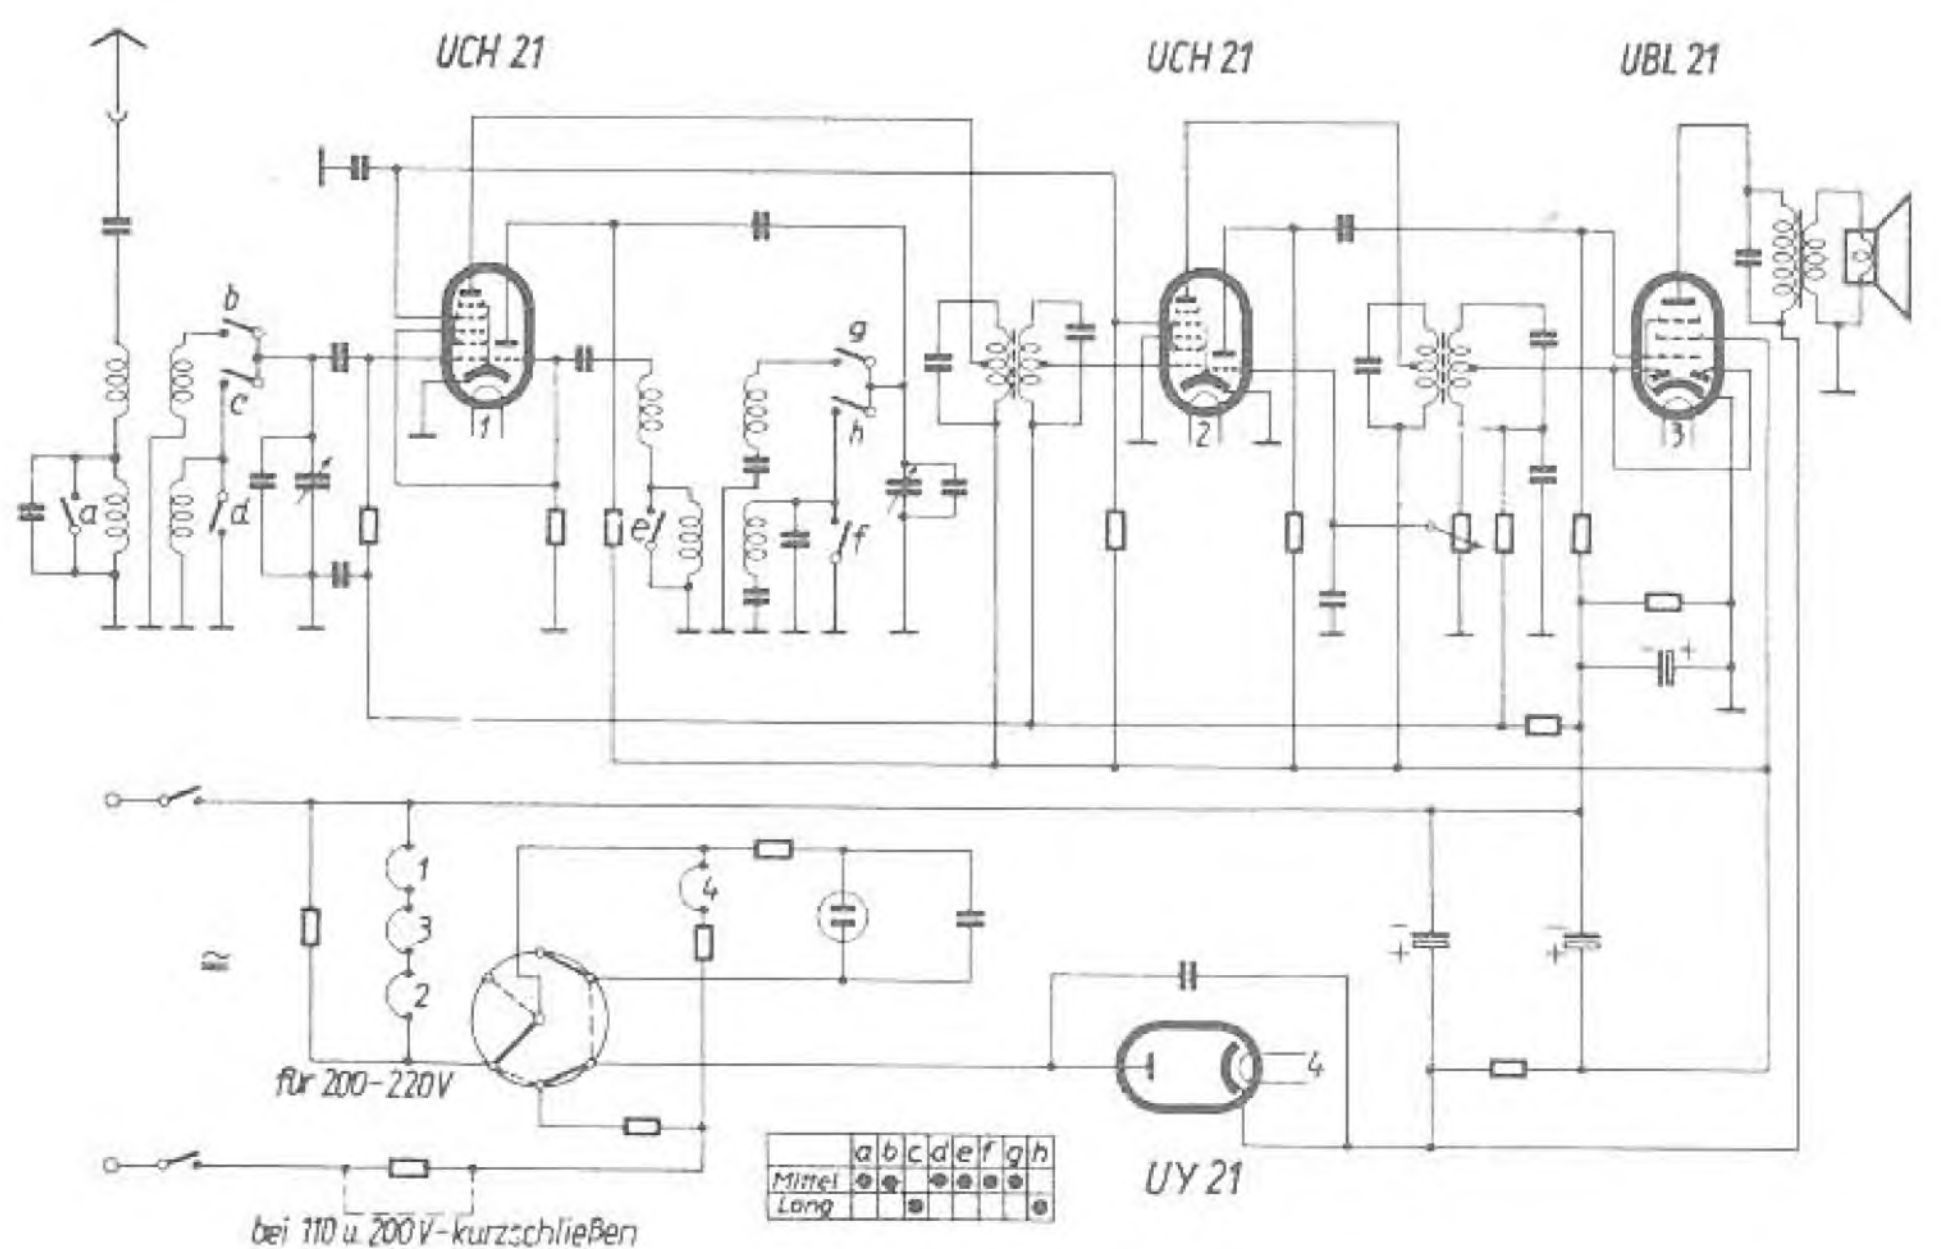 UCH 21
UCH 21
UBL 21
b
c
a
d
1
e
g
h
f
2
3
- +
1
3
2
4
≂
für 200-220V
- +
- +
4
UY 21
a b c d e f g h
Mittel ● ● ● ● ● ●
Lang ● ●
bei 110 u. 200V-kurzschließen